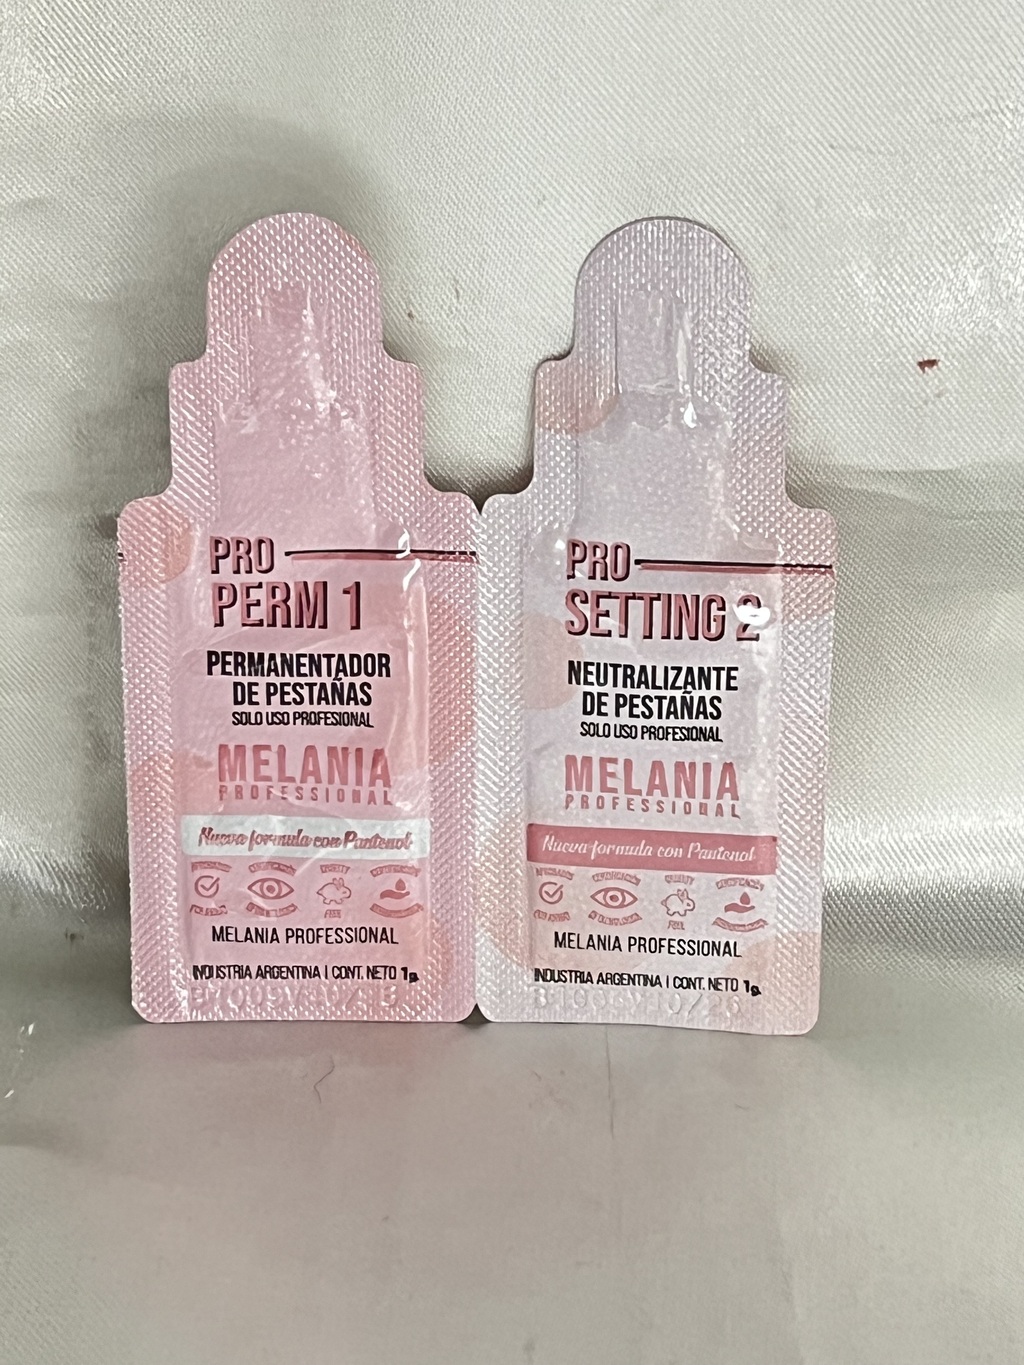 PRO
PERM 1
PERMANENTADOR
DE PESTAÑAS
SOLO USO PROFESIONAL
MELANIA
PROFESSIONAL
Nueva formula con Pantenol
MELANIA PROFESSIONAL
INDUSTRIA ARGENTINA | CONT. NETO 1g.
PRO
SETTING 2
NEUTRALIZANTE
DE PESTAÑAS
SOLO USO PROFESIONAL
MELANIA
PROFESSIONAL
Nueva formula con Pantenol
FREE
MELANIA PROFESSIONAL
INDUSTRIA ARGENTINA | CONT. NETO 1g.